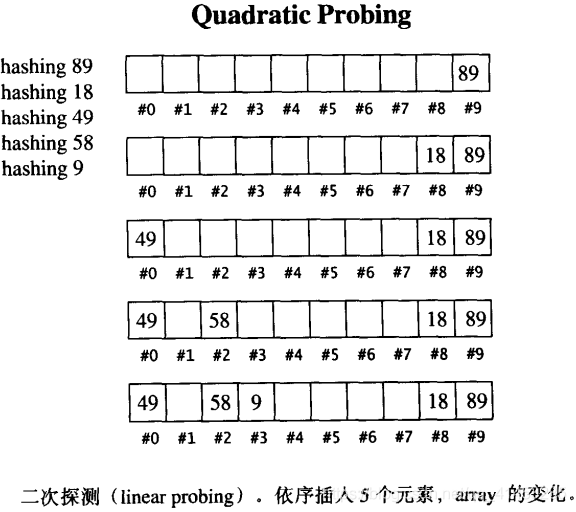 Quadratic Probing
hashing 89
hashing 18
hashing 49
hashing 58
hashing 9
89
#0 #1 #2 #3 #4 #5 #6 #7 #8 #9
18 89
#0 #1 #2 #3 #4 #5 #6 #7 #8 #9
49 18 89
#0 #1 #2 #3 #4 #5 #6 #7 #8 #9
49 58 18 89
#0 #1 #2 #3 #4 #5 #6 #7 #8 #9
49 58 9 18 89
#0 #1 #2 #3 #4 #5 #6 #7 #8 #9
二次探测（linear probing）。依序插入 5 个元素，array 的变化。